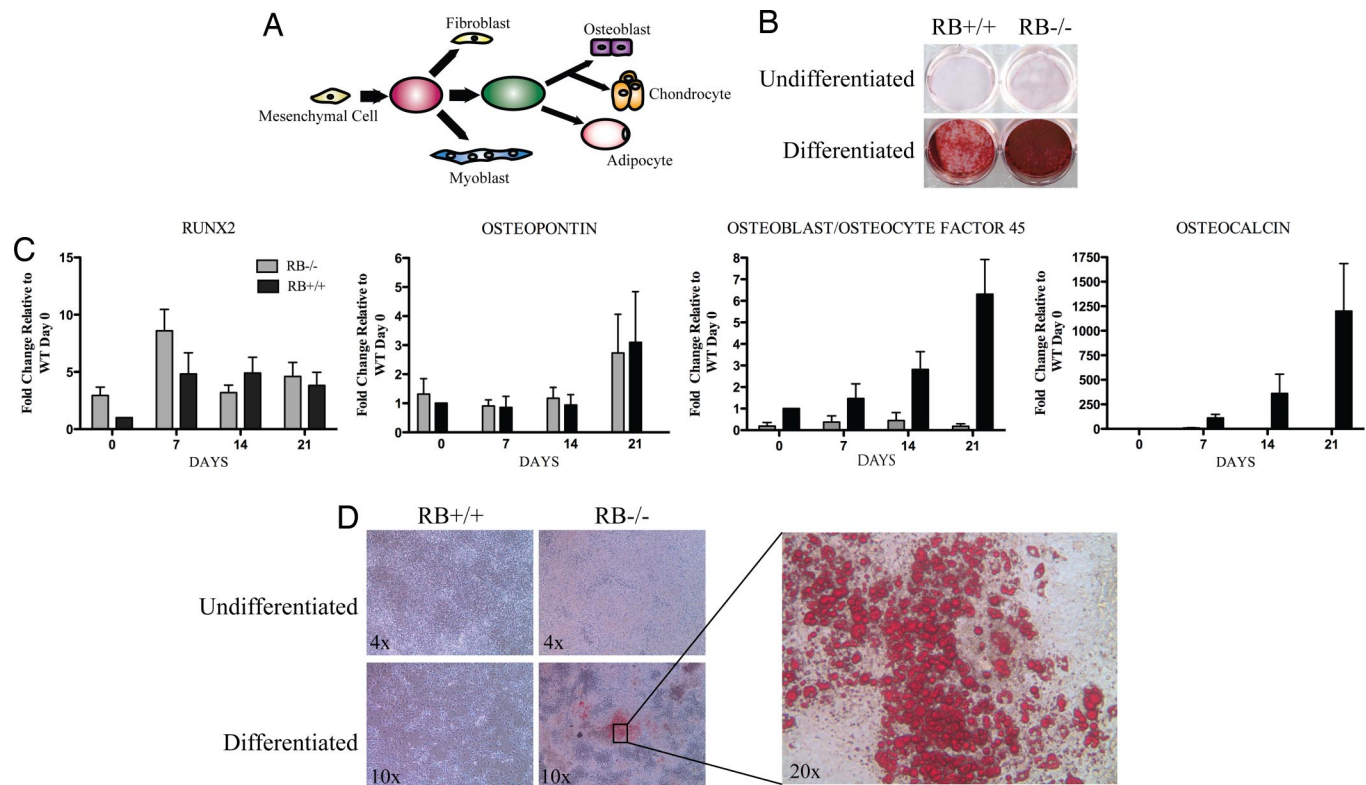 A
Fibroblast
Osteoblast
Mesenchymal Cell
Chondrocyte
Myoblast
Adipocyte
B
RB+/+ RB-/-
Undifferentiated
Differentiated
C
RUNX2
Fold Change Relative to
WT Day 0
15
10
5
0
RB-/-
RB+/+
0 7 14 21
DAYS
OSTEOPONTIN
Fold Change Relative to
WT Day 0
6
5
4
3
2
1
0
0 7 14 21
DAYS
OSTEOBLAST/OSTEOCYTE FACTOR 45
Fold Change Relative to
WT Day 0
8
7
6
5
4
3
2
1
0
0 7 14 21
DAYS
OSTEOCALCIN
Fold Change Relative to
WT Day 0
1750
1500
1250
1000
750
500
250
0
0 7 14 21
DAYS
D
RB+/+ RB-/-
Undifferentiated
4x 4x
Differentiated
10x 10x
20x